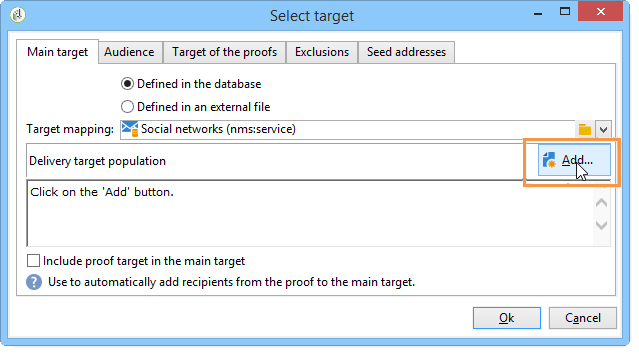 Select target
Main target Audience Target of the proofs Exclusions Seed addresses
Defined in the database
Defined in an external file
Target mapping: Social networks (nms:service)
Delivery target population Add...
Click on the 'Add' button.
Include proof target in the main target
? Use to automatically add recipients from the proof to the main target.
Ok Cancel